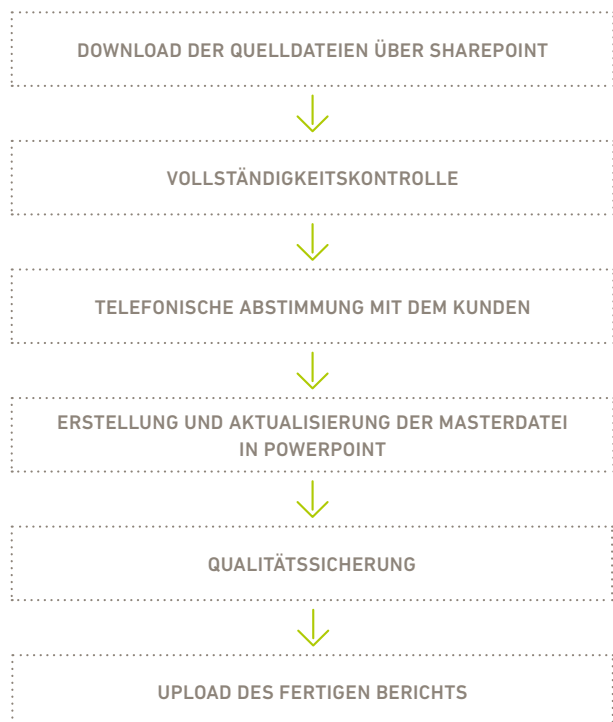 DOWNLOAD DER QUELLDATEIEN ÜBER SHAREPOINT
VOLLSTÄNDIGKEITSKONTROLLE
TELEFONISCHE ABSTIMMUNG MIT DEM KUNDEN
ERSTELLUNG UND AKTUALISIERUNG DER MASTERDATEI
IN POWERPOINT
QUALITÄTSSICHERUNG
UPLOAD DES FERTIGEN BERICHTS